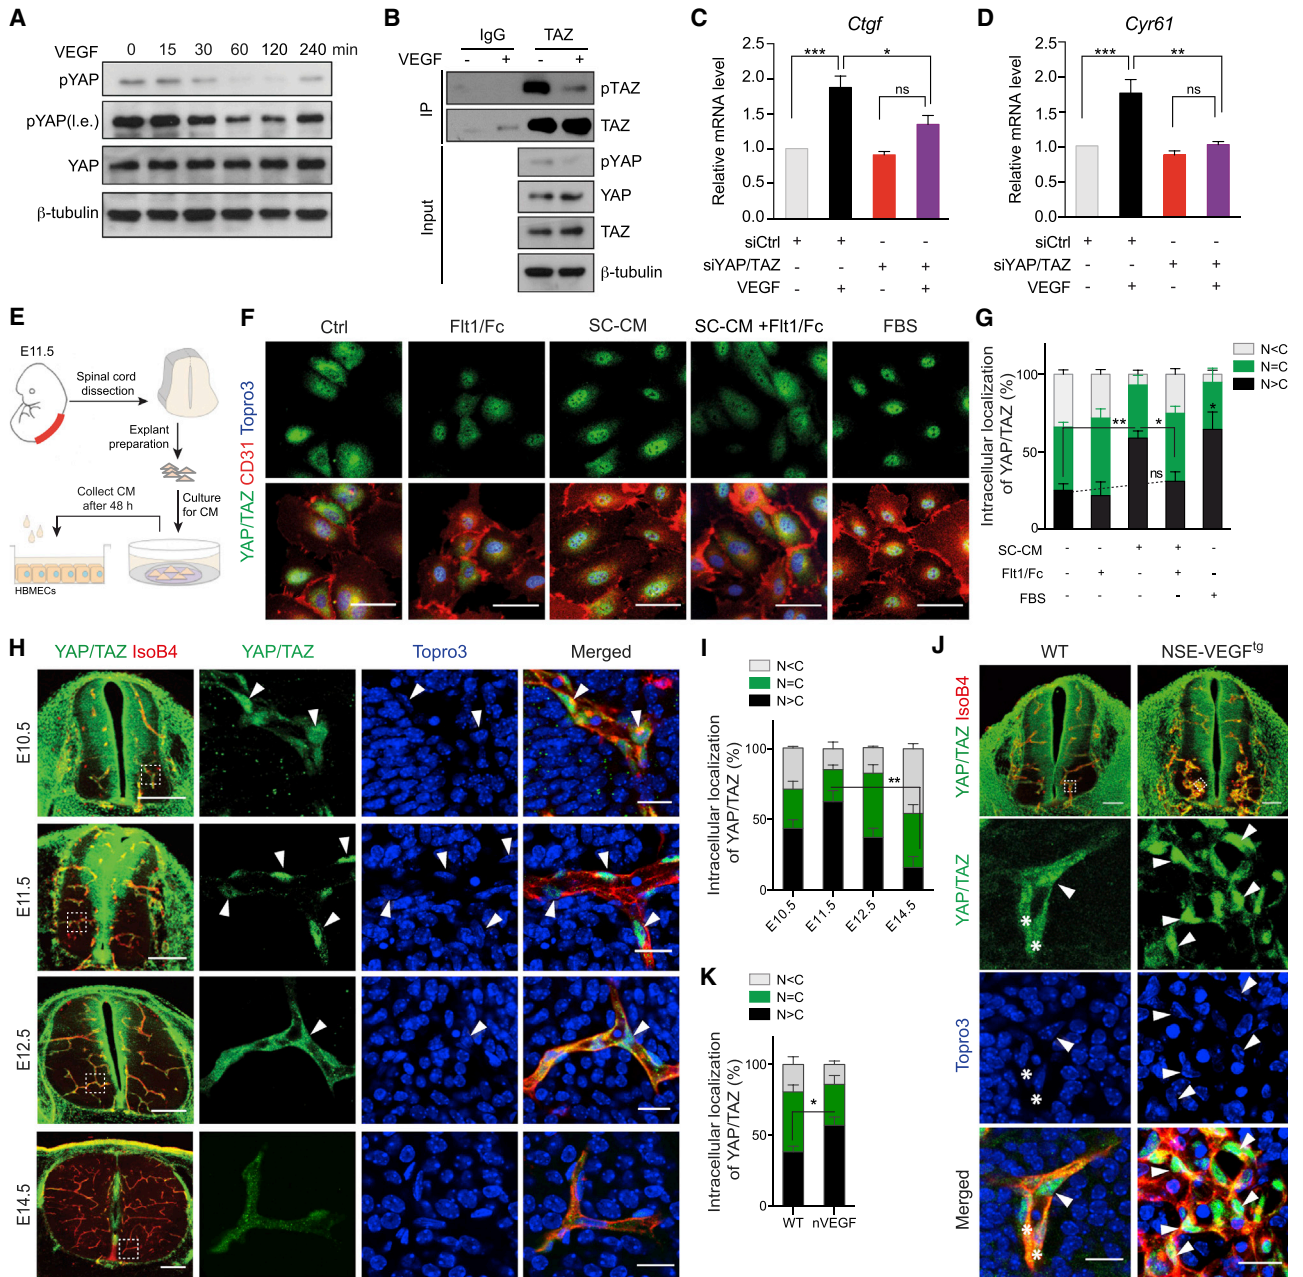 A
VEGF 0 15 30 60 120 240 min
pYAP
pYAP(l.e.)
YAP
β-tubulin
B
IgG TAZ
VEGF - + - +
IP
pTAZ
TAZ
Input
pYAP
YAP
TAZ
β-tubulin
C
Ctgf
Relative mRNA level
2.5
2.0
1.5
1.0
0.5
0.0
*** *
ns
siCtrl + + - -
siYAP/TAZ - - + +
VEGF - + - +
D
Cyr61
Relative mRNA level
2.5
2.0
1.5
1.0
0.5
0.0
*** **
ns
siCtrl + + - -
siYAP/TAZ - - + +
VEGF - + - +
E
E11.5
Spinal cord
dissection
Explant
preparation
Collect CM
after 48 h
Culture
for CM
HBMECs
F
Ctrl Flt1/Fc SC-CM SC-CM +Flt1/Fc FBS
YAP/TAZ CD31 Topro3
G
N<C
N=C
N>C
Intracellular localization
of YAP/TAZ (%)
100
50
0
** * *
ns
SC-CM - - + + -
Flt1/Fc - + - + -
FBS - - - - +
H
YAP/TAZ IsoB4 YAP/TAZ Topro3 Merged
E10.5
E11.5
E12.5
E14.5
I
N<C
N=C
N>C
Intracellular localization
of YAP/TAZ (%)
100
50
0
**
E10.5 E11.5 E12.5 E14.5
J
WT NSE-VEGFtg
YAP/TAZ IsoB4
YAP/TAZ
*
*
Topro3
*
*
Merged
*
*
K
N<C
N=C
N>C
Intracellular localization
of YAP/TAZ (%)
100
50
0
*
WT nVEGF